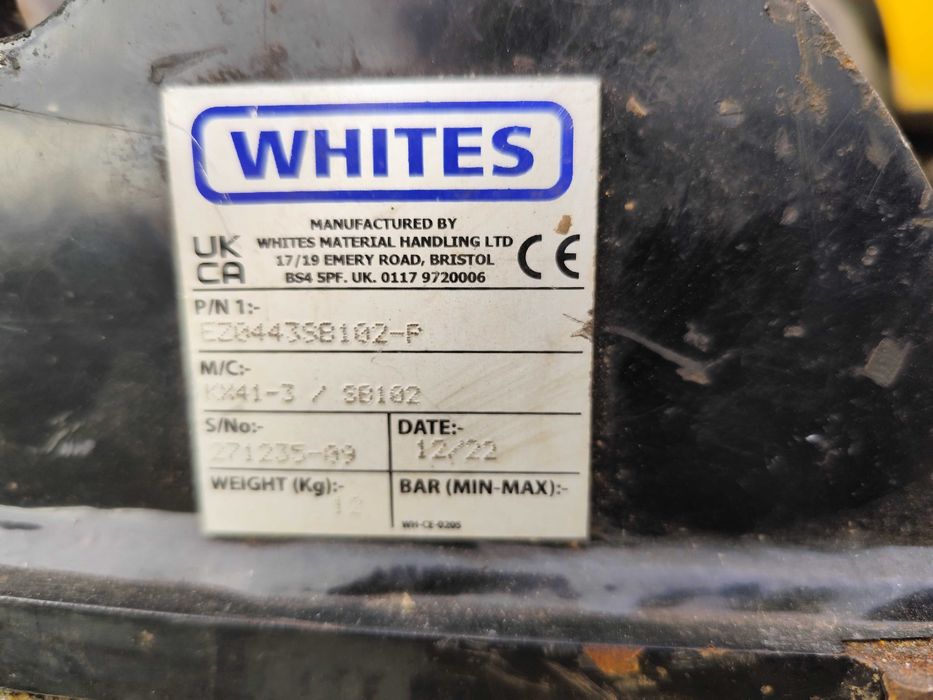 WHITES
MANUFACTURED BY
WHITES MATERIAL HANDLING LTD
17/19 EMERY ROAD, BRISTOL
BS4 5PF. UK. 0117 9720006
UK
CA
CE
P/N 1:-
EZ0443SB102-P
M/C:-
KX41-3 / SB102
S/No:-
271235-09
DATE:-
12/22
WEIGHT (Kg):-
12
BAR (MIN-MAX):-
WH-CE-0205